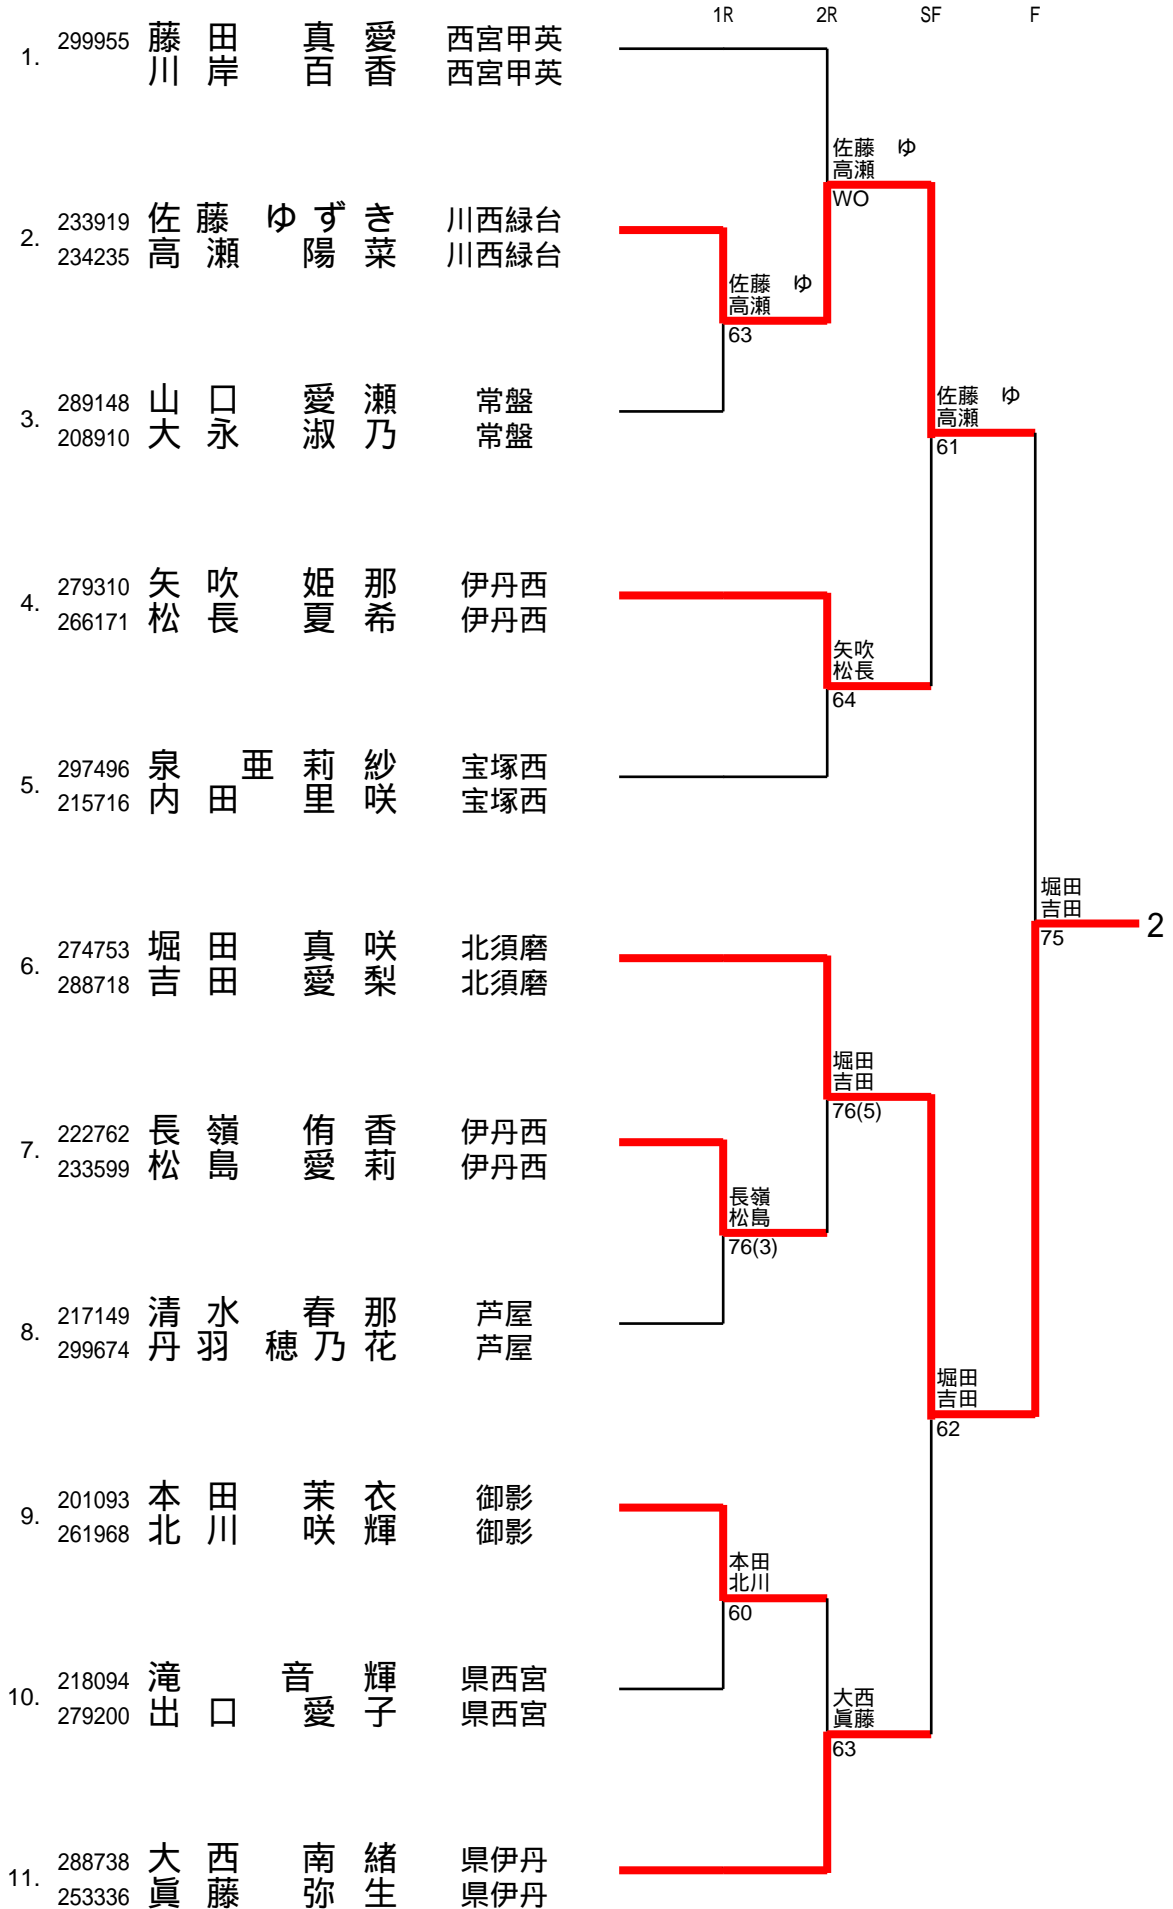 1R 2R SF F
1. 299955 藤田 真愛 西宮甲英
川岸 百香 西宮甲英
佐藤 ゆ
高瀬
WO
2. 233919 佐藤 ゆずき 川西緑台
234235 高瀬 陽菜 川西緑台
佐藤 ゆ
高瀬
63
3. 289148 山口 愛瀬 常盤
208910 大永 淑乃 常盤
佐藤 ゆ
高瀬
61
4. 279310 矢吹 姫那 伊丹西
266171 松長 夏希 伊丹西
矢吹
松長
64
5. 297496 泉 亜莉紗 宝塚西
215716 内田 里咲 宝塚西
堀田
吉田
75
2
6. 274753 堀田 真咲 北須磨
288718 吉田 愛梨 北須磨
堀田
吉田
76(5)
7. 222762 長嶺 侑香 伊丹西
233599 松島 愛莉 伊丹西
長嶺
松島
76(3)
8. 217149 清水 春那 芦屋
299674 丹羽 穂乃花 芦屋
堀田
吉田
62
9. 201093 本田 茉衣 御影
261968 北川 咲輝 御影
本田
北川
60
10. 218094 滝 音輝 県西宮
279200 出口 愛子 県西宮
大西
眞藤
63
11. 288738 大西 南緒 県伊丹
253336 眞藤 弥生 県伊丹